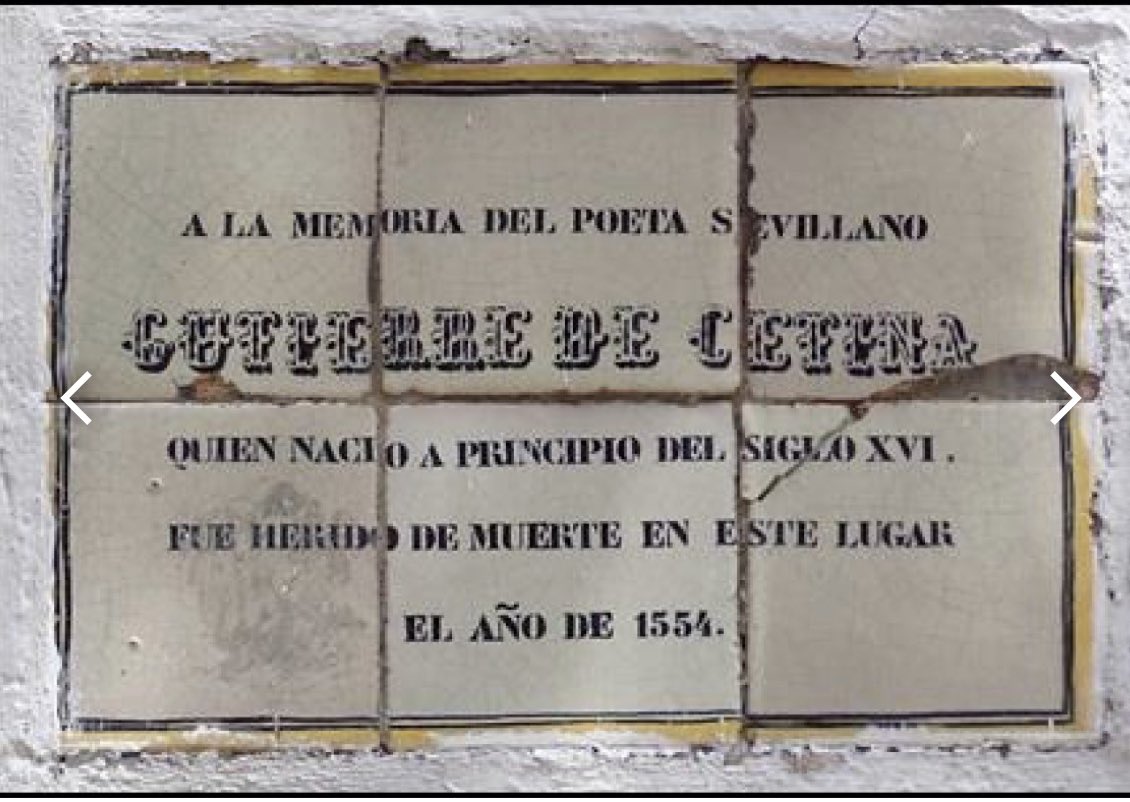 A LA MEMORIA DEL POETA SEVILLANO
GUTIERRE DE CETINA
QUIEN NACIO A PRINCIPIO DEL SIGLO XVI.
FUE HERIDO DE MUERTE EN ESTE LUGAR
EL AÑO DE 1554.